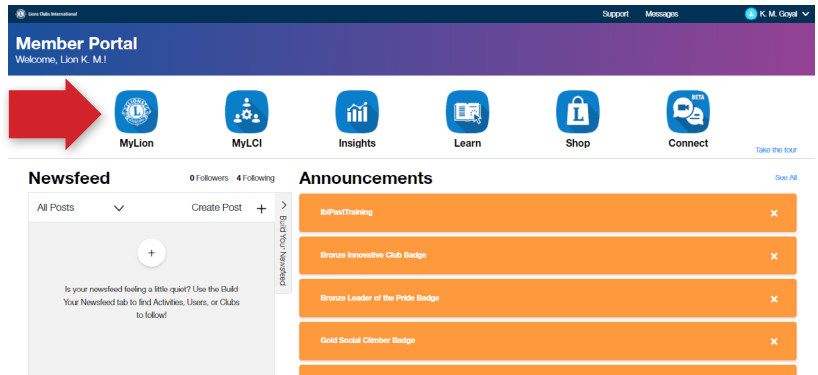 Lions Clubs International
Support Messages K. M. Goyal
Member Portal
Welcome, Lion K. M.!
LIONS
L
INTERNATIONAL
L
BETA
MyLion MyLCI Insights Learn Shop Connect
Take the tour
Newsfeed 0 Followers 4 Following
Announcements See All
All Posts Create Post +
Build Your Newsfeed
+
Is your newsfeed feeling a little quiet? Use the Build
Your Newsfeed tab to find Activities, Users, or Clubs
to follow!
lbiPastTraining
Bronze Innovative Club Badge
Bronze Leader of the Pride Badge
Gold Social Climber Badge